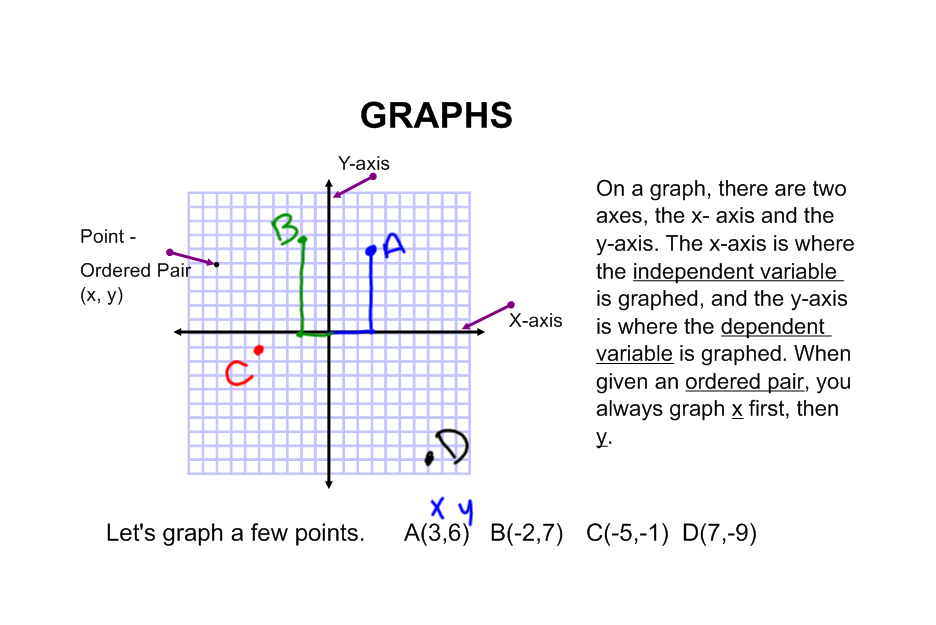 GRAPHS
Y-axis
Point -
Ordered Pair
(x, y)
B
A
X-axis
C
D
On a graph, there are two
axes, the x- axis and the
y-axis. The x-axis is where
the independent variable
is graphed, and the y-axis
is where the dependent
variable is graphed. When
given an ordered pair, you
always graph x first, then
y.
x y
Let's graph a few points. A(3,6) B(-2,7) C(-5,-1) D(7,-9)